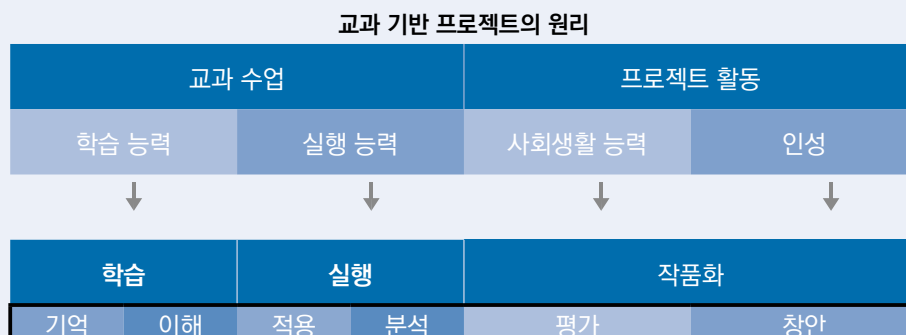 교과 기반 프로젝트의 원리
교과 수업 프로젝트 활동
학습 능력 실행 능력 사회생활 능력 인성
학습 실행 작품화
기억 이해 적용 분석 평가 창안